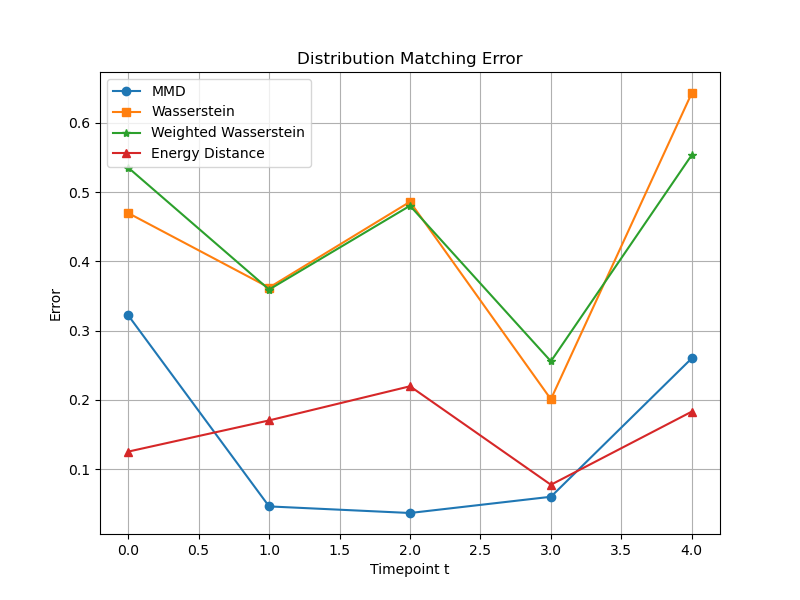 Distribution Matching Error
MMD
Wasserstein
Weighted Wasserstein
Energy Distance
Error
0.6
0.5
0.4
0.3
0.2
0.1
0.0 0.5 1.0 1.5 2.0 2.5 3.0 3.5 4.0
Timepoint t